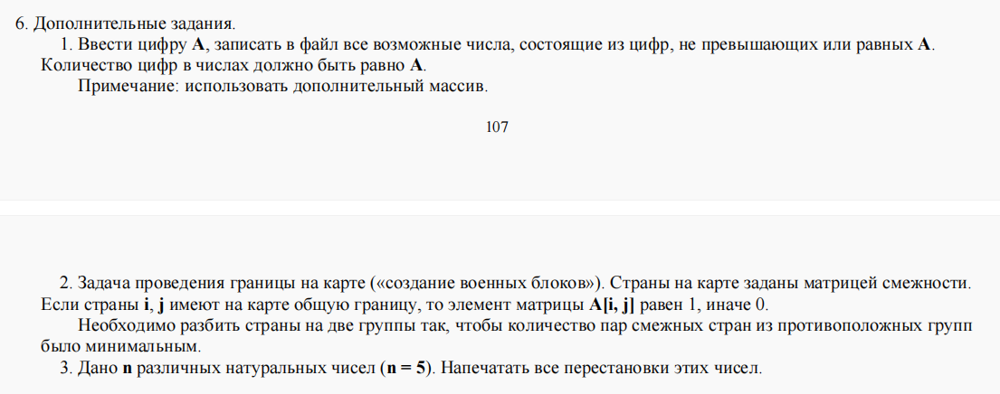 6. Дополнительные задания.
1. Ввести цифру A, записать в файл все возможные числа, состоящие из цифр, не превышающих или равных A.
Количество цифр в числах должно быть равно A.
Примечание: использовать дополнительный массив.
107
2. Задача проведения границы на карте («создание военных блоков»). Страны на карте заданы матрицей смежности.
Если страны i, j имеют на карте общую границу, то элемент матрицы A[i, j] равен 1, иначе 0.
Необходимо разбить страны на две группы так, чтобы количество пар смежных стран из противоположных групп
было минимальным.
3. Дано n различных натуральных чисел (n = 5). Напечатать все перестановки этих чисел.